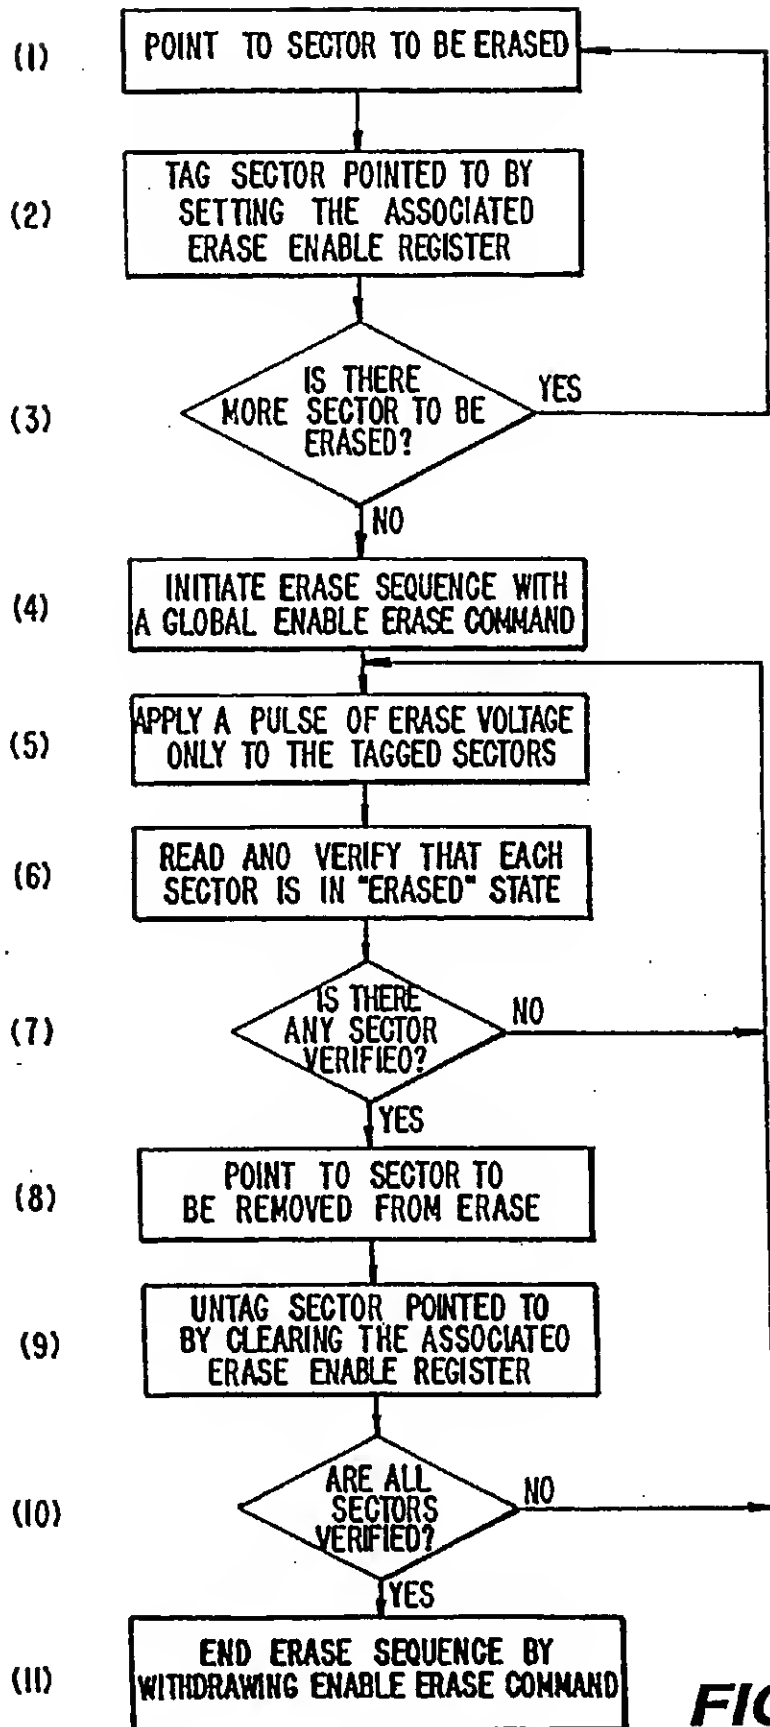 (1)
POINT TO SECTOR TO BE ERASED
(2)
TAG SECTOR POINTED TO BY
SETTING THE ASSOCIATED
ERASE ENABLE REGISTER
(3)
IS THERE
MORE SECTOR TO BE
ERASED?
YES
NO
(4)
INITIATE ERASE SEQUENCE WITH
A GLOBAL ENABLE ERASE COMMAND
(5)
APPLY A PULSE OF ERASE VOLTAGE
ONLY TO THE TAGGED SECTORS
(6)
READ AND VERIFY THAT EACH
SECTOR IS IN "ERASED" STATE
(7)
IS THERE
ANY SECTOR
VERIFIED?
NO
YES
(8)
POINT TO SECTOR TO
BE REMOVED FROM ERASE
(9)
UNTAG SECTOR POINTED TO
BY CLEARING THE ASSOCIATED
ERASE ENABLE REGISTER
(10)
ARE ALL
SECTORS
VERIFIED?
NO
YES
(11)
END ERASE SEQUENCE BY
WITHDRAWING ENABLE ERASE COMMAND
FIG